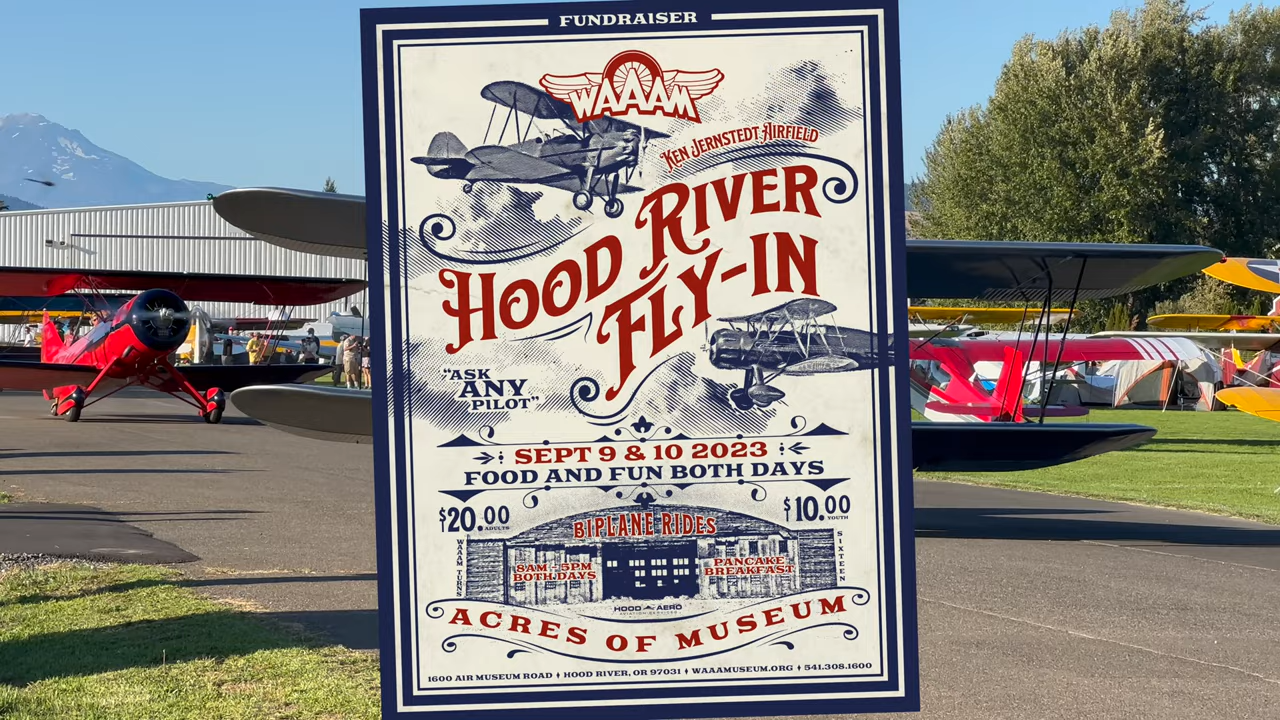 FUNDRAISER
WAAAM
KEN JERNSTEDT AIRFIELD
HOOD RIVER
FLY-IN
"ASK
ANY
PILOT"
SEPT 9 & 10 2023
FOOD AND FUN BOTH DAYS
$20.00
ADULTS
$10.00
YOUTH
BIPLANE RIDES
WAAAM TURNS
SIXTEEN
8AM - 5PM
BOTH DAYS
PANCAKE
BREAKFAST
HOOD AERO
AVIATION SERVICES
ACRES OF MUSEUM
1600 AIR MUSEUM ROAD ♦ HOOD RIVER, OR 97031 ♦ WAAAMUSEUM.ORG ♦ 541.308.1600